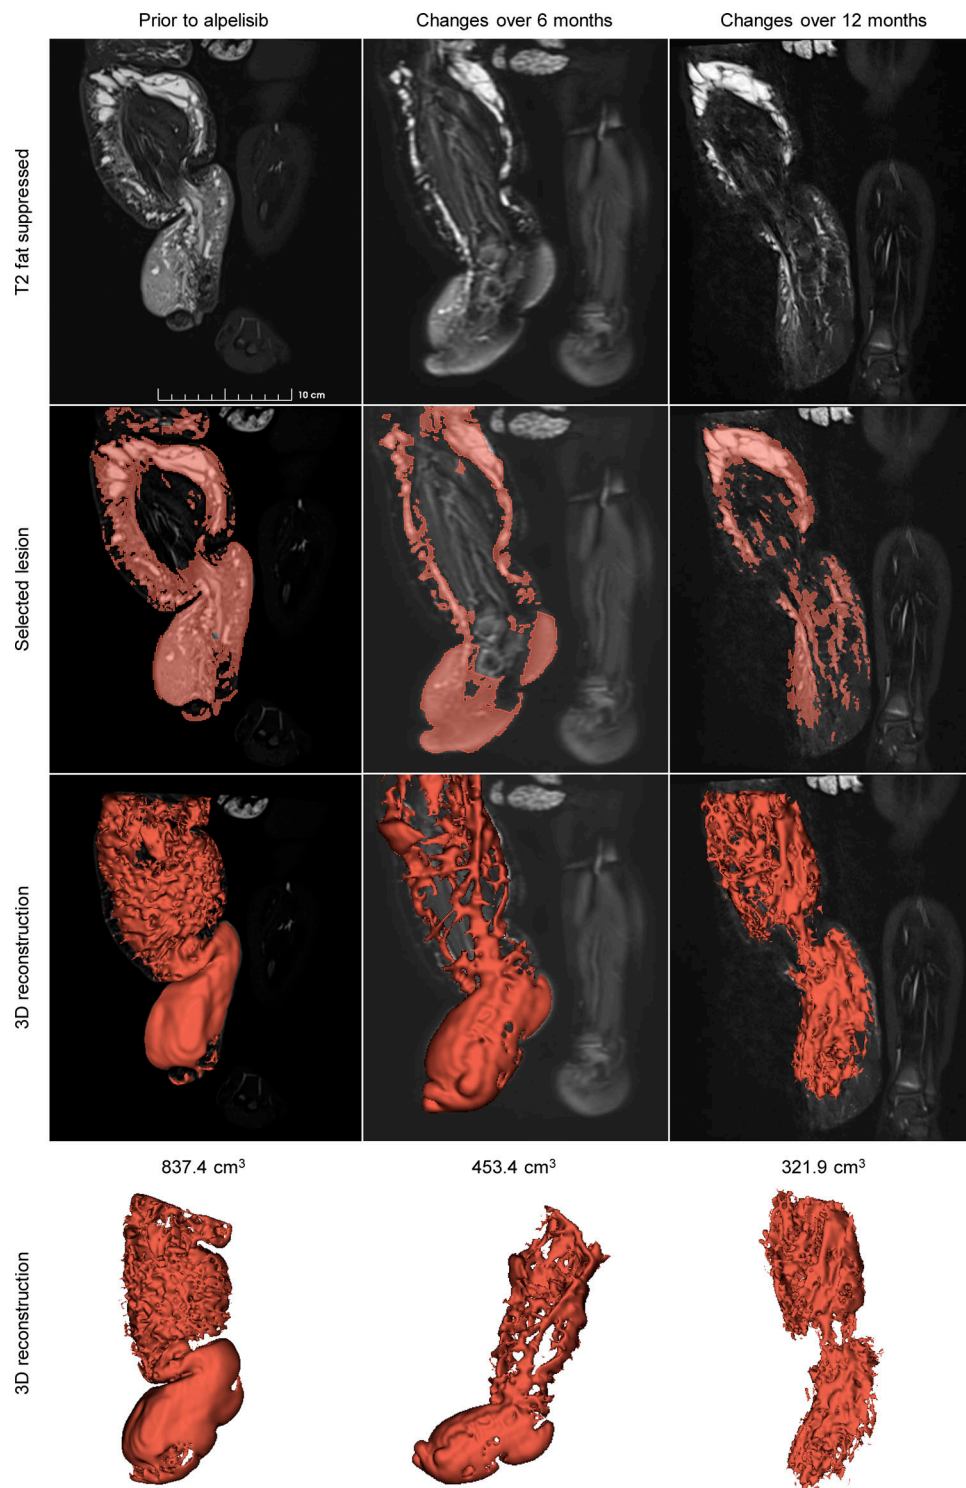 Prior to alpelisib
Changes over 6 months
Changes over 12 months
T2 fat suppressed
10 cm
Selected lesion
3D reconstruction
837.4 cm³
453.4 cm³
321.9 cm³
3D reconstruction